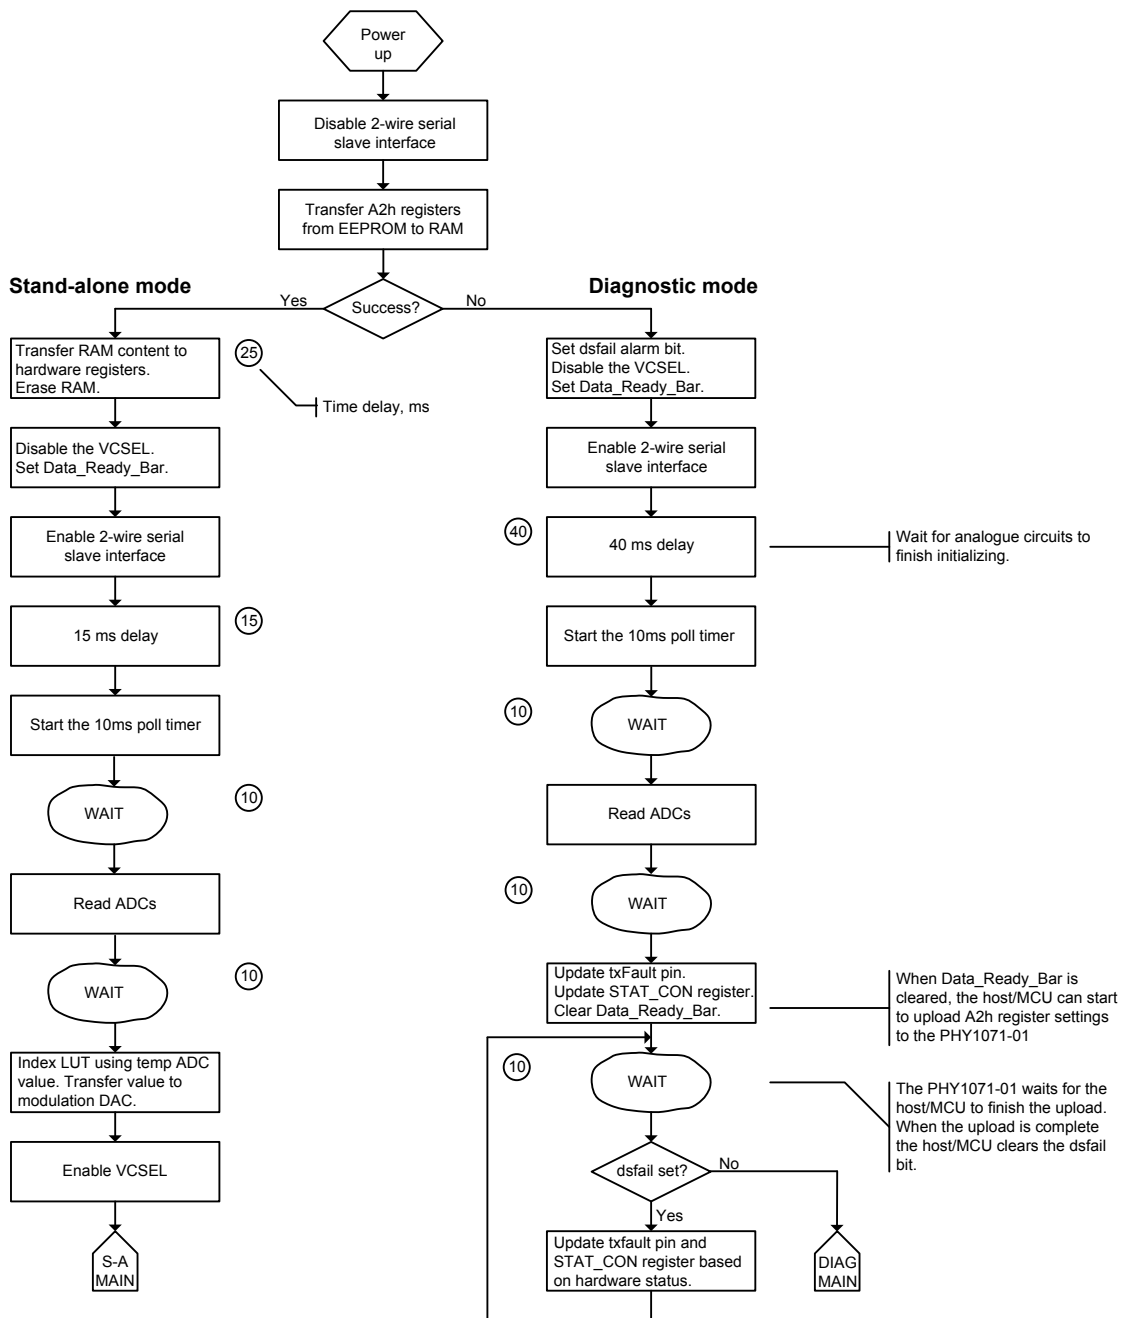 Power
up
Disable 2-wire serial
slave interface
Transfer A2h registers
from EEPROM to RAM
Stand-alone mode
Diagnostic mode
Yes
Success?
No
Transfer RAM content to
hardware registers.
Erase RAM.
25
Time delay, ms
Disable the VCSEL.
Set Data_Ready_Bar.
Enable 2-wire serial
slave interface
15 ms delay
15
Start the 10ms poll timer
WAIT
10
Read ADCs
WAIT
10
Index LUT using temp ADC
value. Transfer value to
modulation DAC.
Enable VCSEL
S-A
MAIN
Set dsfail alarm bit.
Disable the VCSEL.
Set Data_Ready_Bar.
Enable 2-wire serial
slave interface
40
40 ms delay
Wait for analogue circuits to
finish initializing.
Start the 10ms poll timer
10
WAIT
Read ADCs
10
WAIT
Update txFault pin.
Update STAT_CON register.
Clear Data_Ready_Bar.
When Data_Ready_Bar is
cleared, the host/MCU can start
to upload A2h register settings
to the PHY1071-01
10
WAIT
The PHY1071-01 waits for the
host/MCU to finish the upload.
When the upload is complete
the host/MCU clears the dsfail
bit.
dsfail set?
No
Yes
Update txfault pin and
STAT_CON register based
on hardware status.
DIAG
MAIN